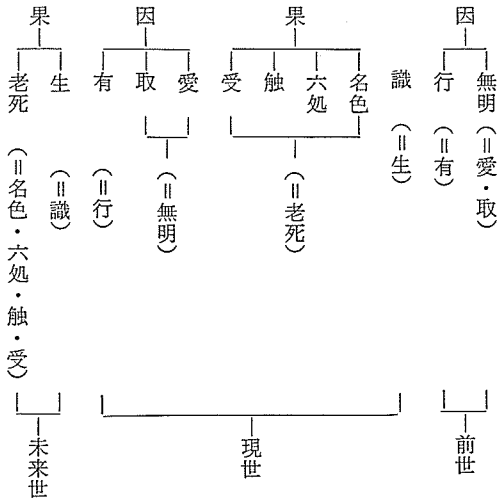 因
無明(=愛・取)
行(=有)
前世
果
識(=生)
名色
六処
触
受
(=老死)
因
愛
取
(=無明)
有(=行)
現世
果
生(=識)
老死(=名色・六処・触・受)
未来世